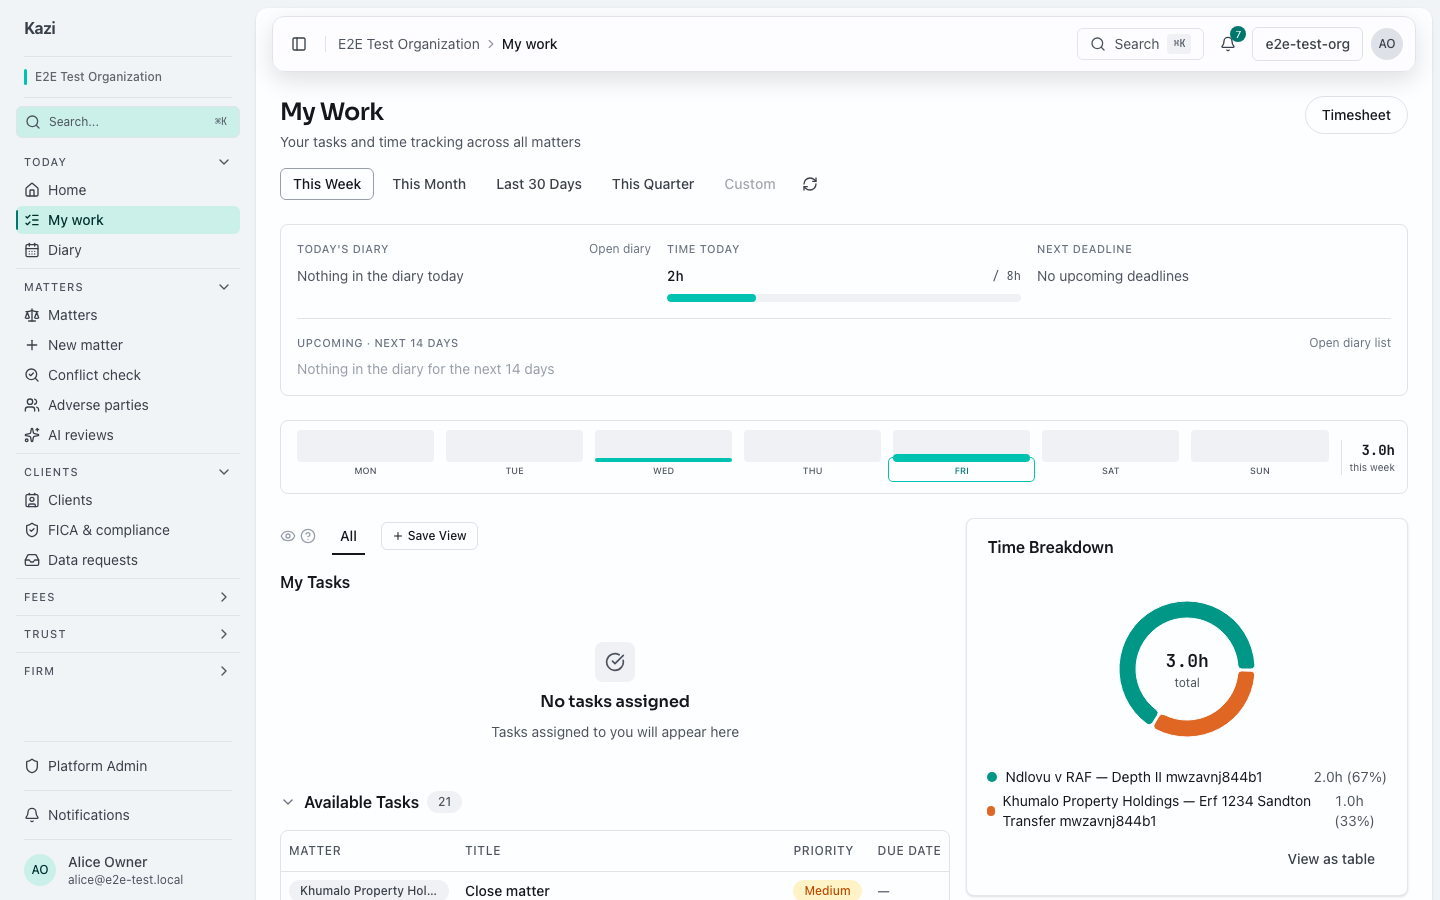 Kazi
E2E Test Organization
Search...
⌘K
TODAY
Home
My work
Diary
MATTERS
Matters
New matter
Conflict check
Adverse parties
AI reviews
CLIENTS
Clients
FICA & compliance
Data requests
FEES
TRUST
FIRM
Platform Admin
Notifications
AO
Alice Owner
alice@e2e-test.local
E2E Test Organization > My work
Search ⌘K
7
e2e-test-org
AO
My Work
Your tasks and time tracking across all matters
Timesheet
This Week
This Month
Last 30 Days
This Quarter
Custom
TODAY'S DIARY
Open diary
Nothing in the diary today
TIME TODAY
2h
/ 8h
NEXT DEADLINE
No upcoming deadlines
UPCOMING · NEXT 14 DAYS
Open diary list
Nothing in the diary for the next 14 days
MON
TUE
WED
THU
FRI
SAT
SUN
3.0h
this week
All
+ Save View
My Tasks
No tasks assigned
Tasks assigned to you will appear here
Available Tasks 21
MATTER
TITLE
PRIORITY
DUE DATE
Khumalo Property Hol...
Close matter
Medium
—
Time Breakdown
3.0h
total
Ndlovu v RAF — Depth II mwzavnj844b1
2.0h (67%)
Khumalo Property Holdings — Erf 1234 Sandton
Transfer mwzavnj844b1
1.0h
(33%)
View as table